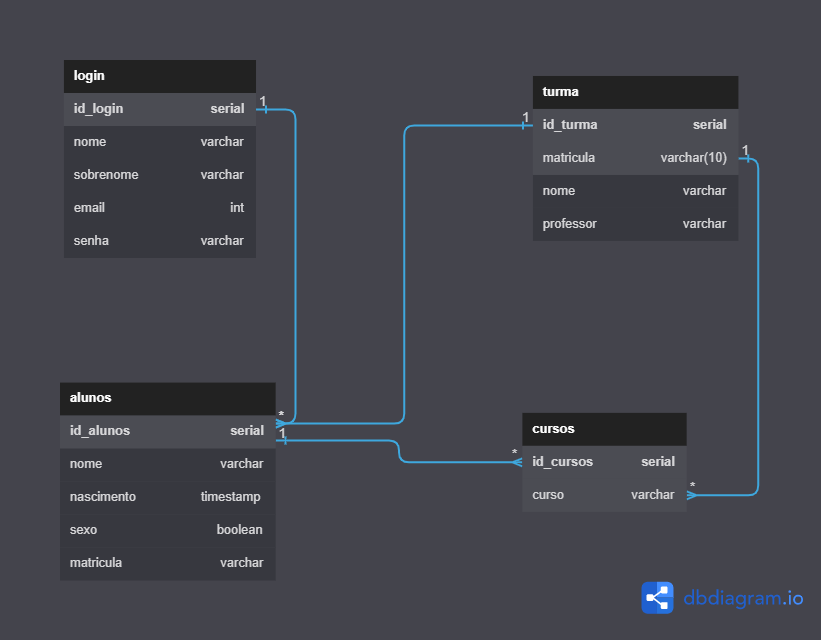 login
id_login serial
nome varchar
sobrenome varchar
email int
senha varchar
1
turma
id_turma serial
matricula varchar(10)
nome varchar
professor varchar
1
1
alunos
id_alunos serial
nome varchar
nascimento timestamp
sexo boolean
matricula varchar
*
1
cursos
id_cursos serial
curso varchar
*
*
dbdiagram.io